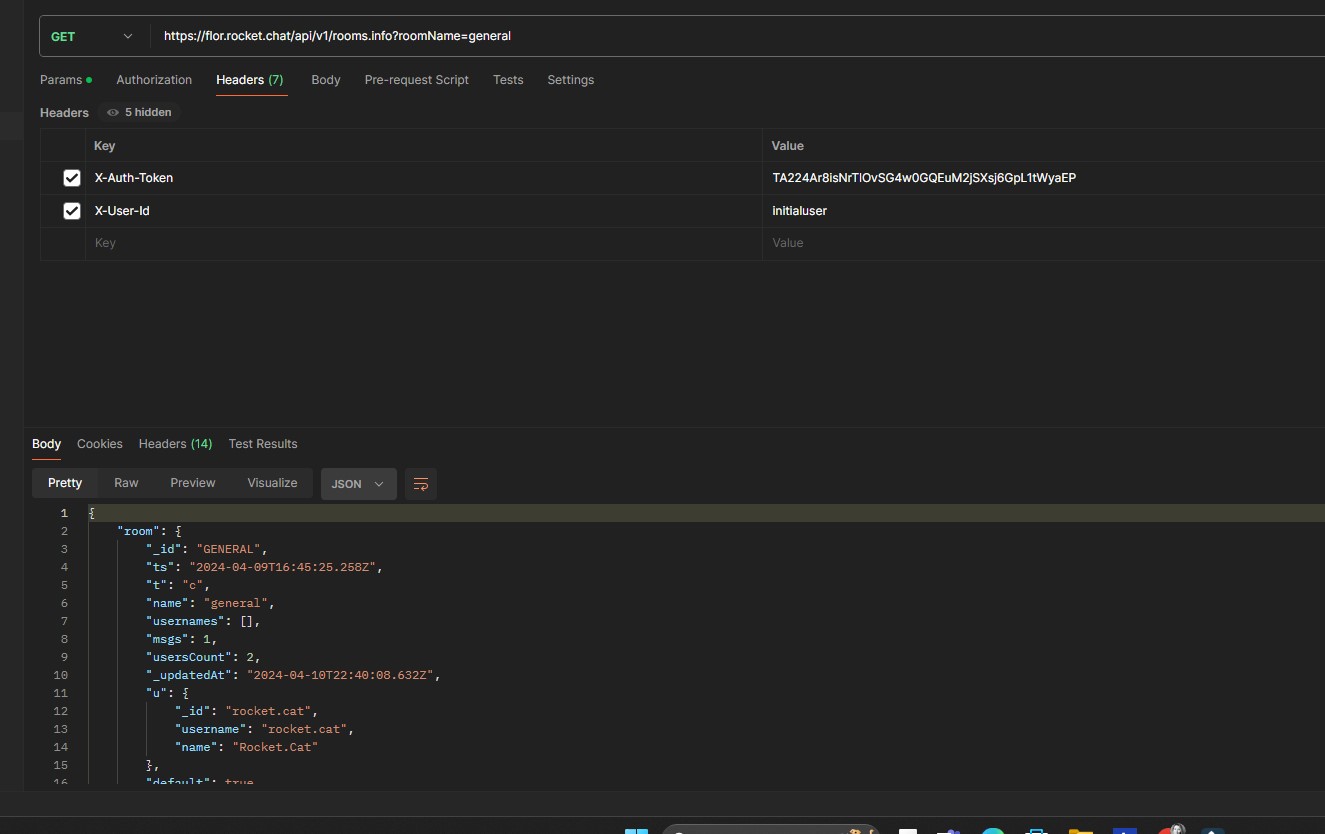 GET https://flor.rocket.chat/api/v1/rooms.info?roomName=general
Params Authorization Headers (7) Body Pre-request Script Tests Settings
Headers 5 hidden
Key Value
X-Auth-Token TA224Ar8isNrTlOvSG4w0GQEuM2jSXsj6GpL1tWyaEP
X-User-Id initialuser
Key Value
Body Cookies Headers (14) Test Results
Pretty Raw Preview Visualize JSON
1 {
2 "room": {
3 "_id": "GENERAL",
4 "ts": "2024-04-09T16:45:25.258Z",
5 "t": "c",
6 "name": "general",
7 "usernames": [],
8 "msgs": 1,
9 "usersCount": 2,
10 "_updatedAt": "2024-04-10T22:40:08.632Z",
11 "u": {
12 "_id": "rocket.cat",
13 "username": "rocket.cat",
14 "name": "Rocket.Cat"
15 },
16 "default": true